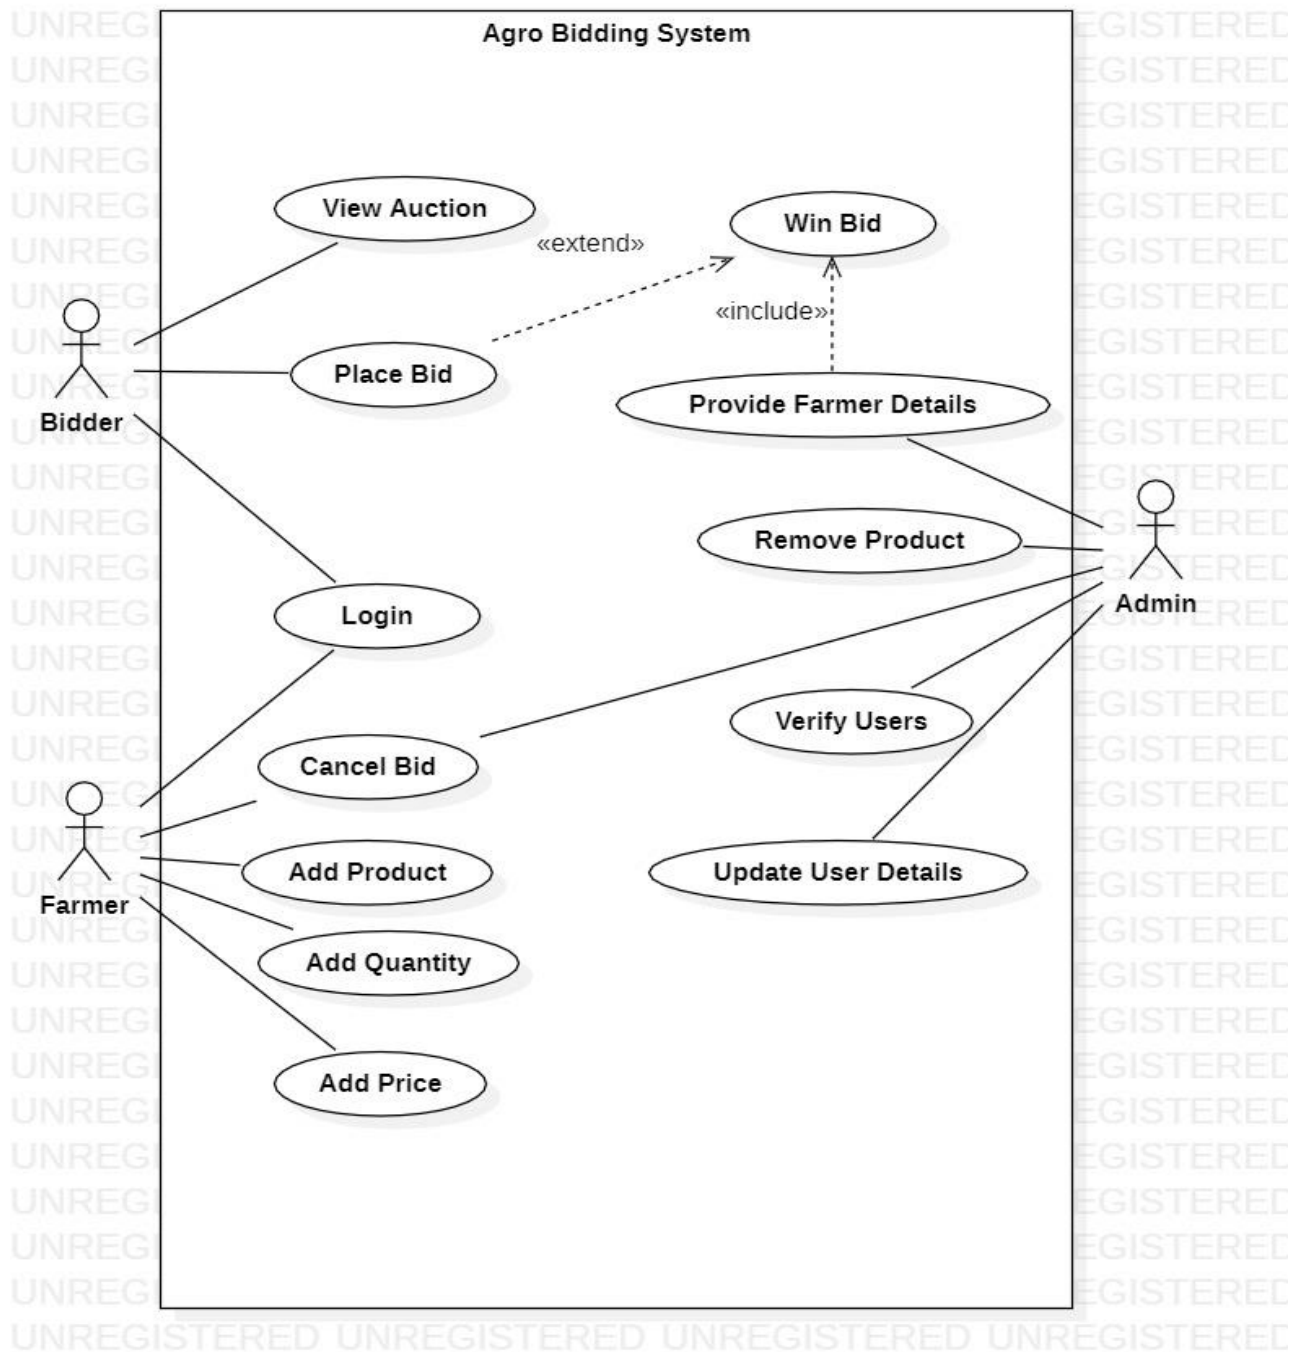 Agro Bidding System
View Auction
Win Bid
«extend»
«include»
Place Bid
Provide Farmer Details
Bidder
Remove Product
Admin
Login
Verify Users
Cancel Bid
Add Product
Update User Details
Farmer
Add Quantity
Add Price
UNREGISTERED UNREGISTERED UNREGISTERED UNREGISTERED